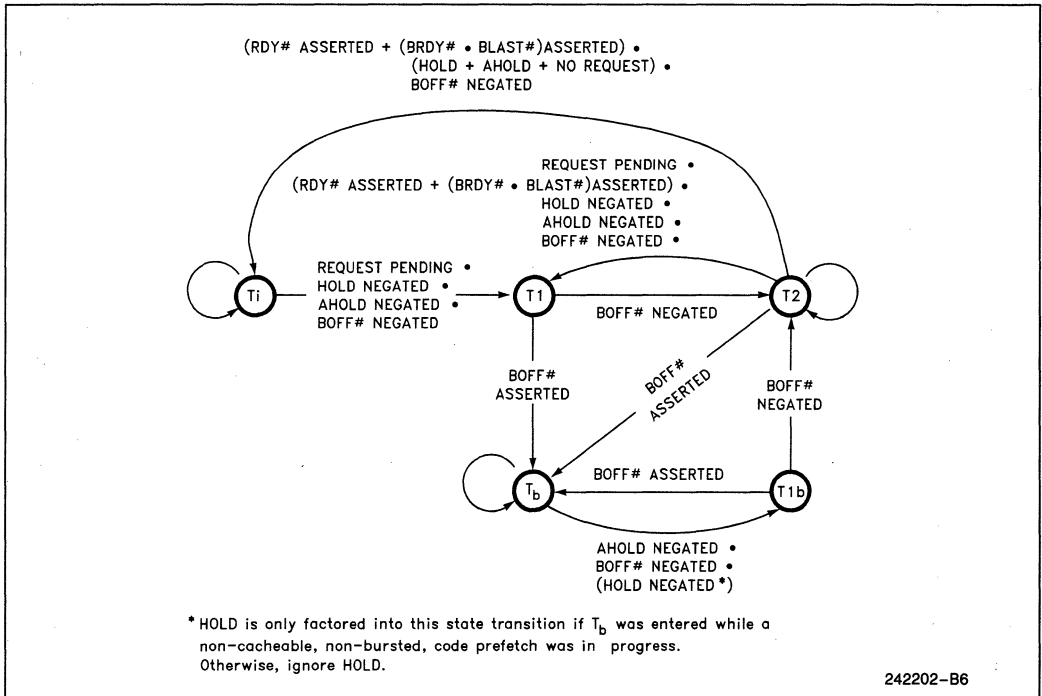 (RDY# ASSERTED + (BRDY# • BLAST#)ASSERTED) •
(HOLD + AHOLD + NO REQUEST) •
BOFF# NEGATED
REQUEST PENDING •
(RDY# ASSERTED + (BRDY# • BLAST#)ASSERTED) •
HOLD NEGATED •
AHOLD NEGATED •
BOFF# NEGATED •
Ti
REQUEST PENDING •
HOLD NEGATED •
AHOLD NEGATED •
BOFF# NEGATED
T1
BOFF# NEGATED
T2
BOFF#
ASSERTED
BOFF#
ASSERTED
BOFF#
NEGATED
Tb
BOFF# ASSERTED
T1b
AHOLD NEGATED •
BOFF# NEGATED •
(HOLD NEGATED*)
* HOLD is only factored into this state transition if Tb was entered while a
non-cacheable, non-bursted, code prefetch was in progress.
Otherwise, ignore HOLD.
242202-B6